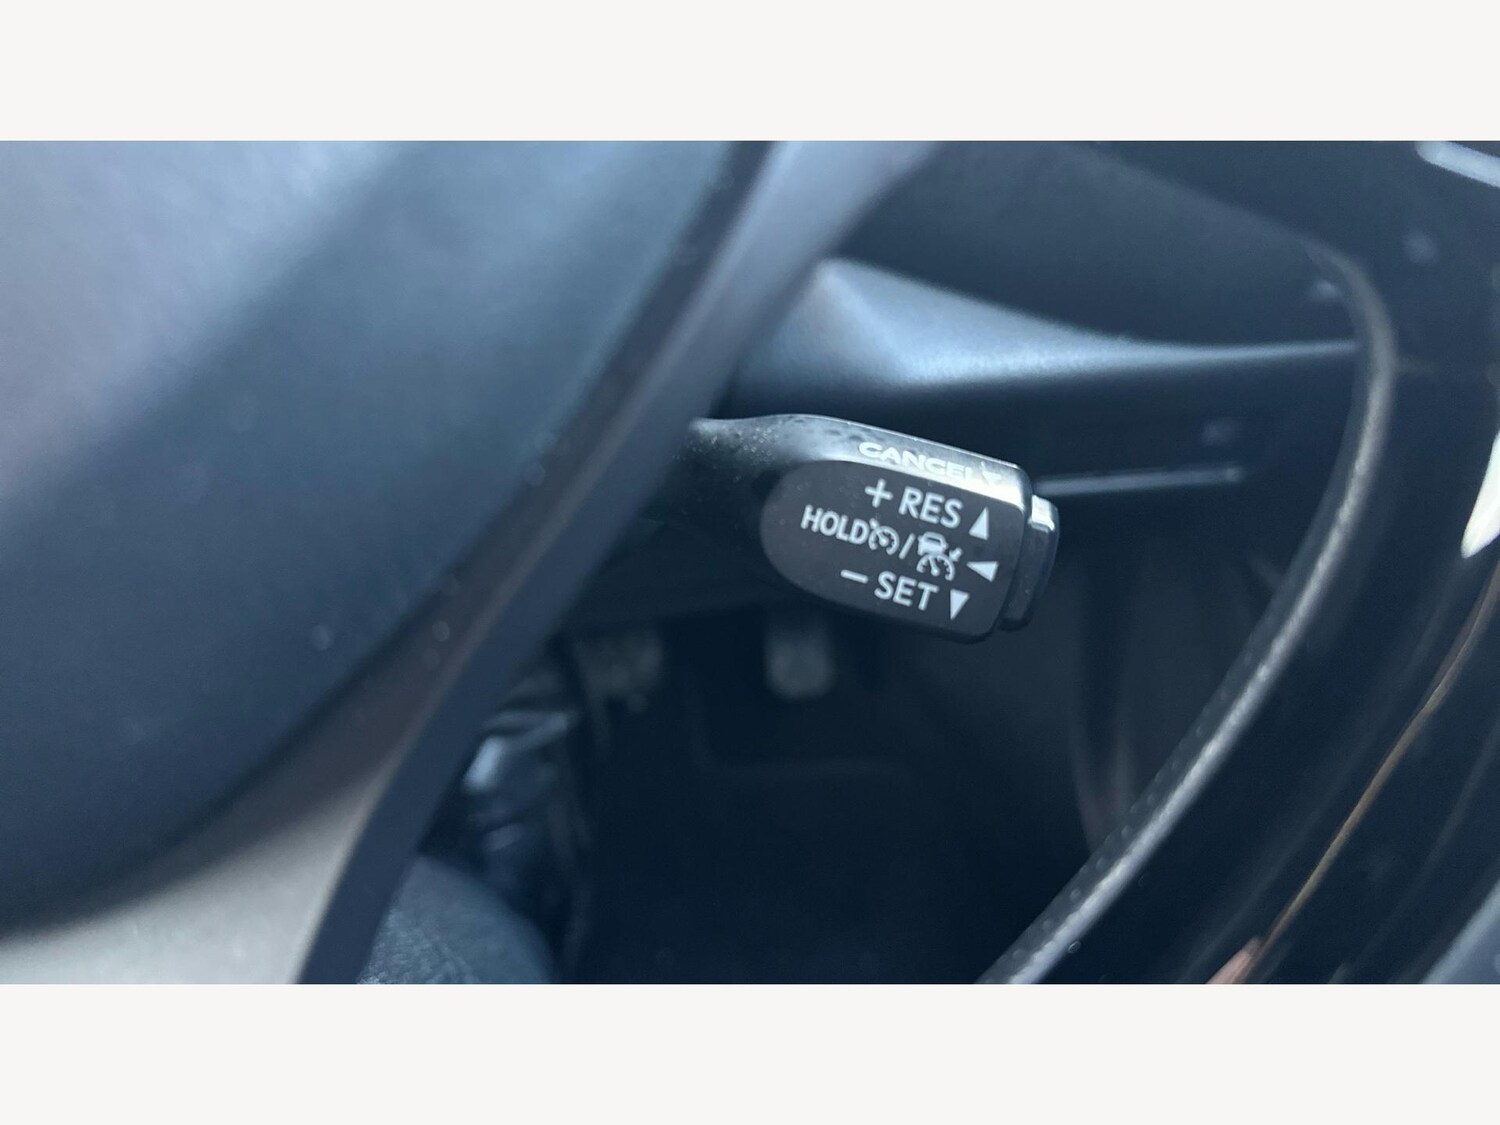 CANCEL
+ RES
HOLD /
− SET